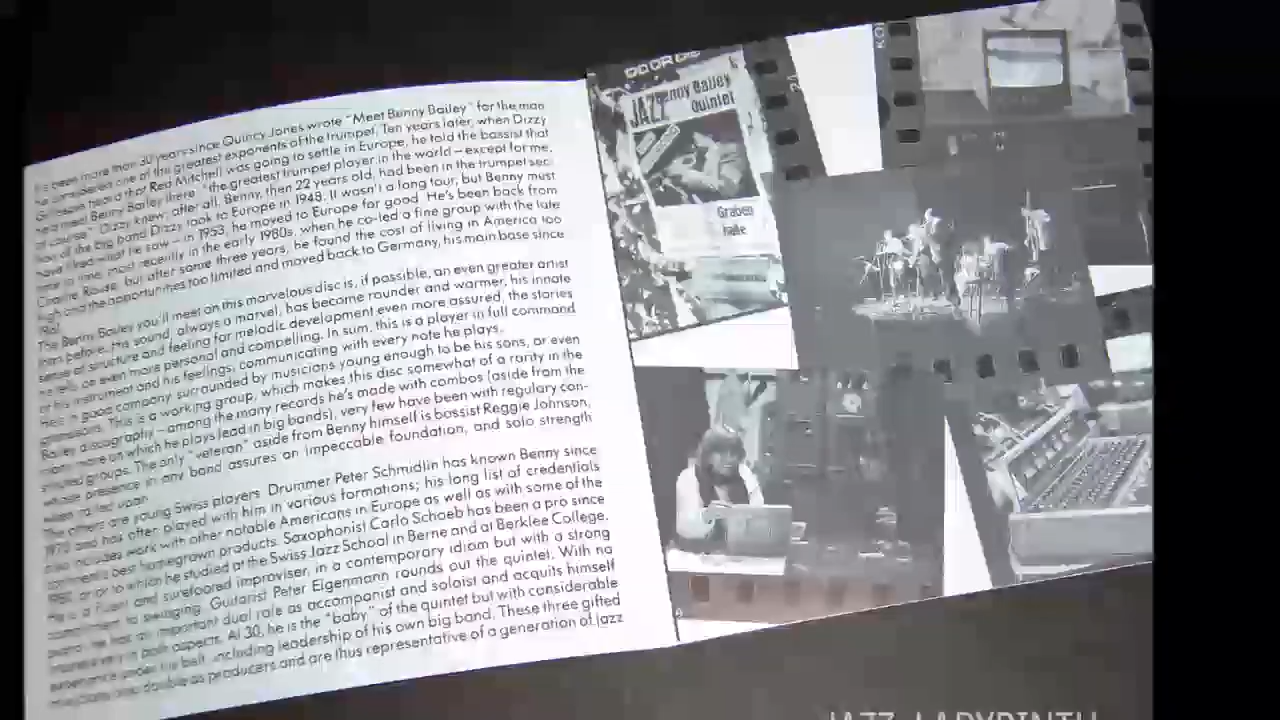 It's been more than 30 years since Quincy Jones wrote "Meet Benny Bailey" for the man
he considered one of the greatest exponents of the trumpet. Ten years later, when Dizzy
Gillespie heard that Red Mitchell was going to settle in Europe, he told the bassist that
he'd meet Benny Bailey there, "the greatest trumpet player in the world – except for me,
of course". Dizzy knew; after all, Benny, then 22 years old, had been in the trumpet sec-
tion of the big band Dizzy took to Europe in 1948. It wasn't a long tour, but Benny must
have liked what he saw – in 1953, he moved to Europe for good. He's been back from
time to time, most recently in the early 1980s, when he co-led a fine group with the late
Charlie Rouse, but after some three years, he found the cost of living in America too
high and the opportunities too limited and moved back to Germany, his main base since
The Benny Bailey you'll meet on this marvelous disc is, if possible, an even greater artist
than before. His sound, always a marvel, has become rounder and warmer, his innate
sense of structure and feeling for melodic development even more assured, the stories
he tells, or even more personal and compelling. In sum, this is a player in full command
of his instrument and his feelings, communicating with every note he plays.
He's in good company, surrounded by musicians young enough to be his sons, or even
grandsons. This is a working group, which makes this disc somewhat of a rarity in the
Bailey discography – among the many records he's made with combos (aside from the
many more on which he plays lead in big bands), very few have been with regulary con-
stituted groups. The only "veteran" aside from Benny himself is bassist Reggie Johnson,
whose presence in any band assures an impeccable foundation, and solo strength
when called upon.
The others are young Swiss players. Drummer Peter Schmidlin has known Benny since
1970 and has often played with him in various formations; his long list of credentials
also includes work with other notable Americans in Europe as well as with some of the
continent's best homegrown products. Saxophonist Carlo Schoeb has been a pro since
prior to which he studied at the Swiss Jazz School in Berne and at Berklee College.
He is a fluent and surefooted improviser, in a contemporary idiom but with a strong
commitment to swinging. Guitarist Peter Eigenmann rounds out the quintet. With no
piano, he has an important dual role as accompanist and soloist and acquits himself
impressively in both aspects. At 30, he is the "baby" of the quintet but with considerable
experience under his belt, including leadership of his own big band. These three gifted
musicians also double as producers and are thus representative of a generation of jazz
JAZZ
Benny Bailey
Quintet
Graben
halle
JAZZ LABYRINTH